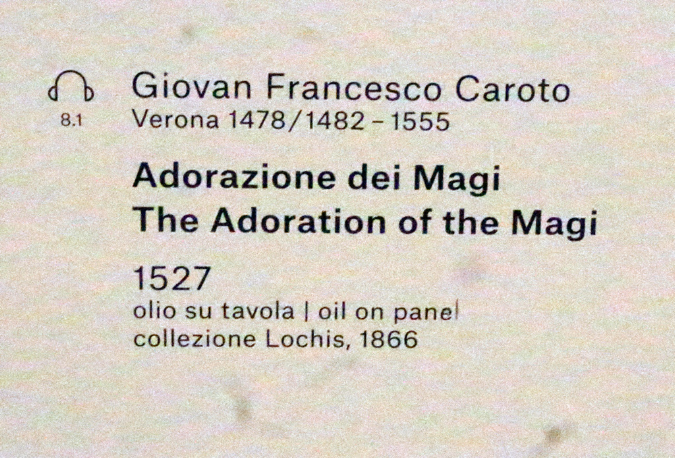 Giovan Francesco Caroto
8.1
Verona 1478/1482 – 1555
Adorazione dei Magi
The Adoration of the Magi
1527
olio su tavola | oil on panel
collezione Lochis, 1866